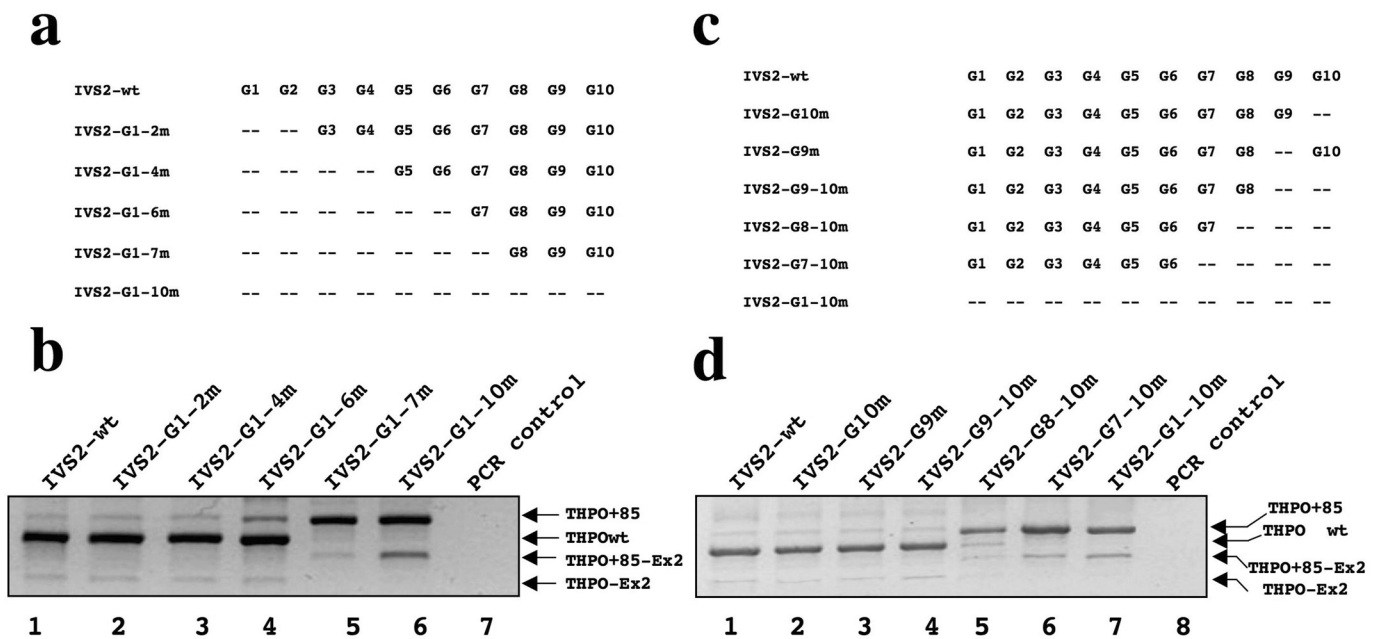 a
IVS2-wt G1 G2 G3 G4 G5 G6 G7 G8 G9 G10
IVS2-G1-2m -- -- G3 G4 G5 G6 G7 G8 G9 G10
IVS2-G1-4m -- -- -- -- G5 G6 G7 G8 G9 G10
IVS2-G1-6m -- -- -- -- -- -- G7 G8 G9 G10
IVS2-G1-7m -- -- -- -- -- -- -- G8 G9 G10
IVS2-G1-10m -- -- -- -- -- -- -- -- -- --
b
IVS2-wt
IVS2-G1-2m
IVS2-G1-4m
IVS2-G1-6m
IVS2-G1-7m
IVS2-G1-10m
PCR control
THPO+85
THPOwt
THPO+85-Ex2
THPO-Ex2
1 2 3 4 5 6 7
c
IVS2-wt G1 G2 G3 G4 G5 G6 G7 G8 G9 G10
IVS2-G10m G1 G2 G3 G4 G5 G6 G7 G8 G9 --
IVS2-G9m G1 G2 G3 G4 G5 G6 G7 G8 -- G10
IVS2-G9-10m G1 G2 G3 G4 G5 G6 G7 G8 -- --
IVS2-G8-10m G1 G2 G3 G4 G5 G6 G7 -- -- --
IVS2-G7-10m G1 G2 G3 G4 G5 G6 -- -- -- --
IVS2-G1-10m -- -- -- -- -- -- -- -- -- --
d
IVS2-wt
IVS2-G10m
IVS2-G9m
IVS2-G9-10m
IVS2-G8-10m
IVS2-G7-10m
IVS2-G1-10m
PCR control
THPO+85
THPO wt
THPO+85-Ex2
THPO-Ex2
1 2 3 4 5 6 7 8